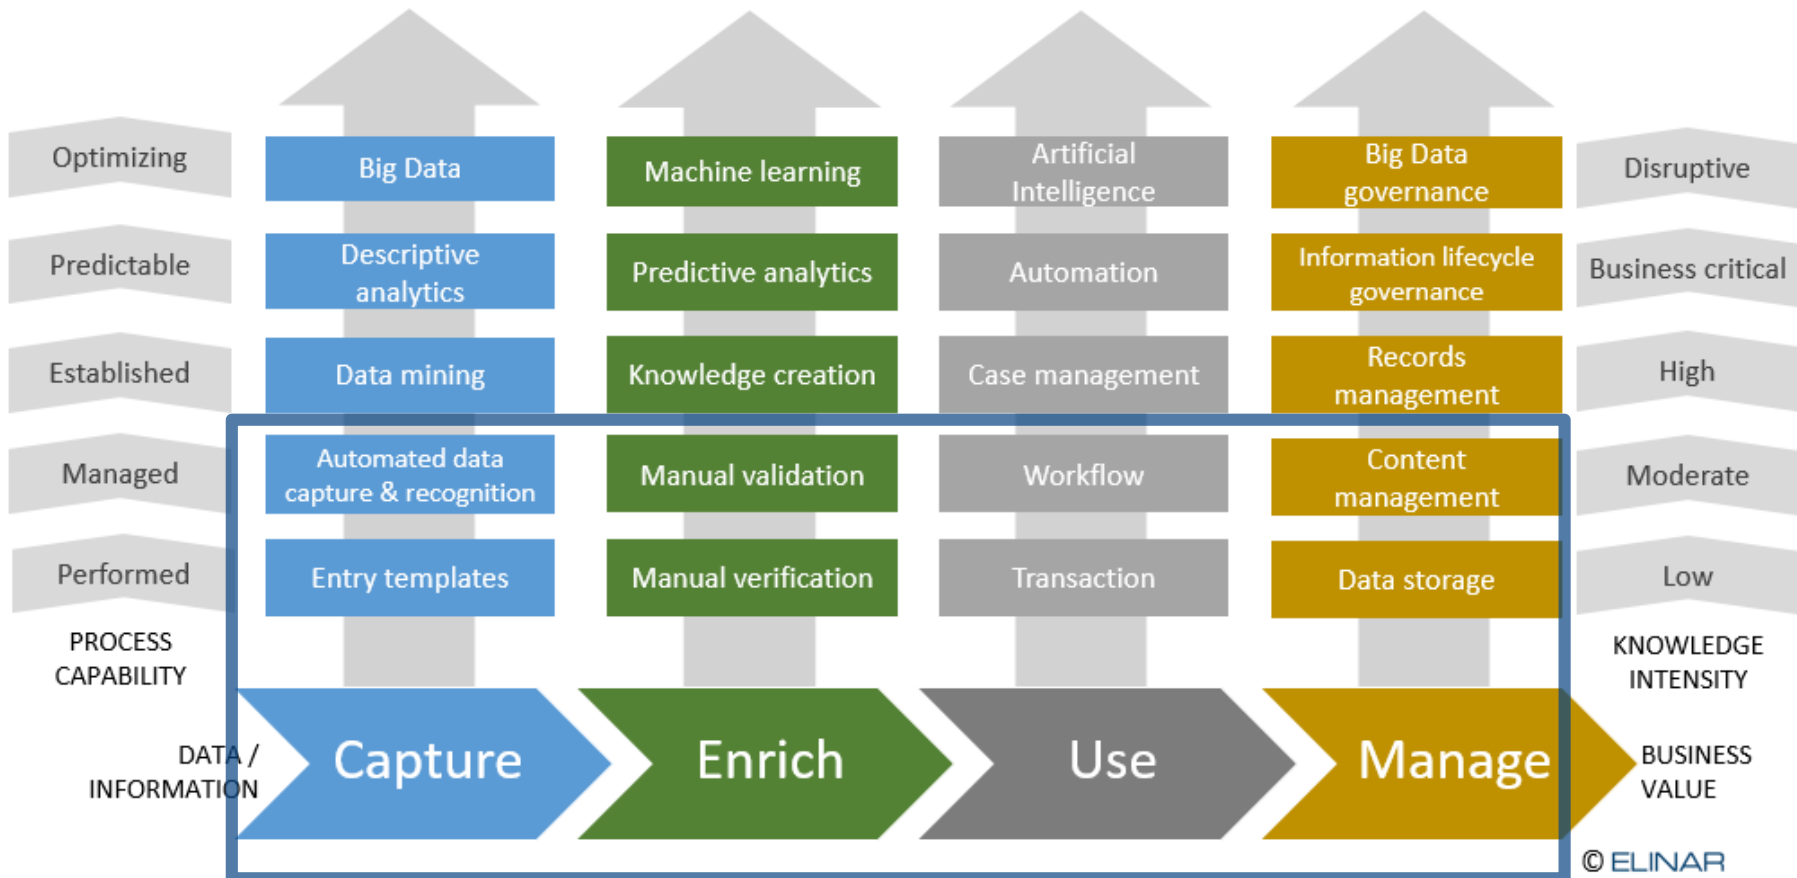 Optimizing
Big Data
Machine learning
Artificial
Intelligence
Big Data
governance
Disruptive
Predictable
Descriptive
analytics
Predictive analytics
Automation
Information lifecycle
governance
Business critical
Established
Data mining
Knowledge creation
Case management
Records
management
High
Managed
Automated data
capture & recognition
Manual validation
Workflow
Content
management
Moderate
Performed
Entry templates
Manual verification
Transaction
Data storage
Low
PROCESS
CAPABILITY
KNOWLEDGE
INTENSITY
DATA /
INFORMATION
Capture
Enrich
Use
Manage
BUSINESS
VALUE
© ELINAR